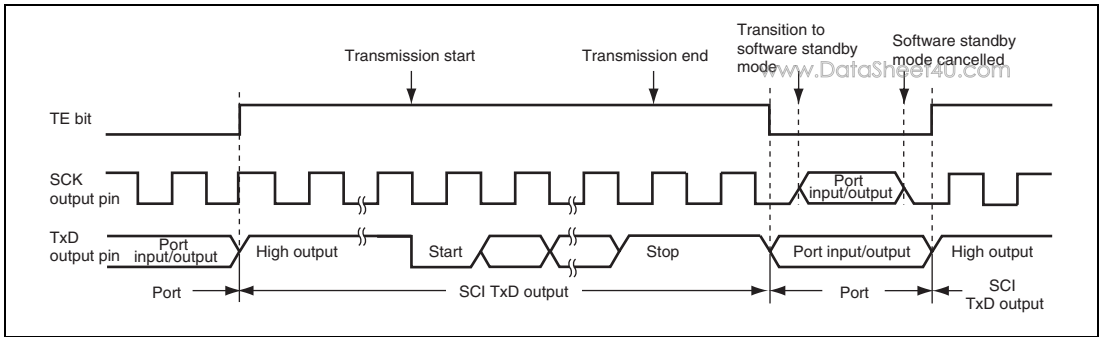 Transmission start
Transmission end
Transition to
software standby
mode
Software standby
mode cancelled
www.DataSheet4U.com
TE bit
SCK
output pin
Port
input/output
TxD
output pin
Port
input/output
High output
Start
Stop
Port input/output
High output
Port
SCI TxD output
Port
SCI
TxD output